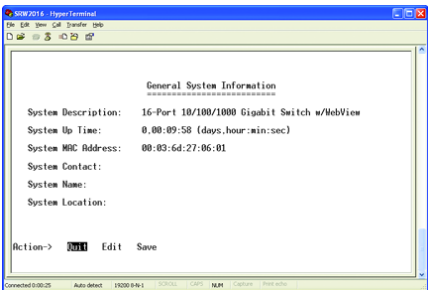 SRW2016 - HyperTerminal
File Edit View Call Transfer Help
General System Information
System Description: 16-Port 10/100/1000 Gigabit Switch w/WebView
System Up Time: 0,00:09:58 (days,hour:min:sec)
System MAC Address: 00:03:6d:27:06:01
System Contact:
System Name:
System Location:
Action-> Quit Edit Save
Connected 0:00:25 Auto detect 19200 8-N-1 SCROLL CAPS NUM Capture Print echo